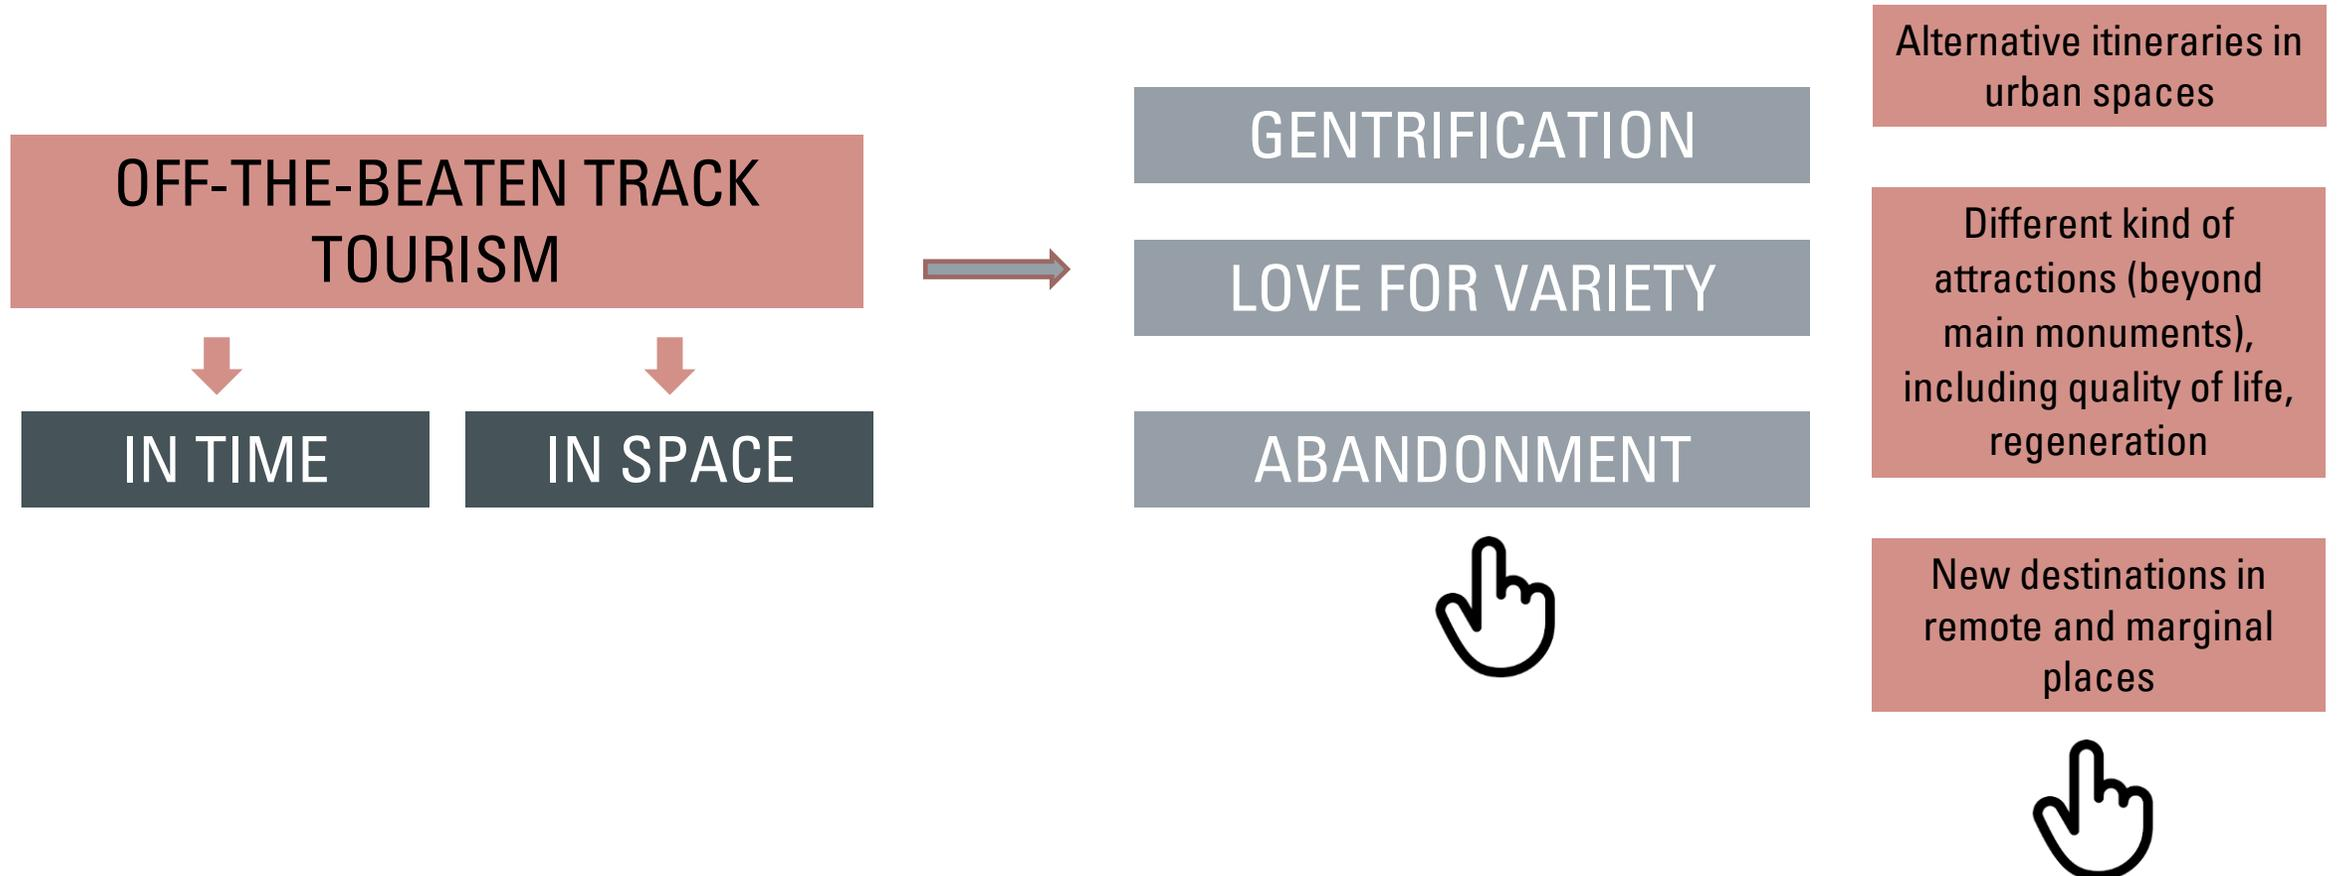 OFF-THE-BEATEN TRACK
TOURISM
IN TIME
IN SPACE
GENTRIFICATION
LOVE FOR VARIETY
ABANDONMENT
Alternative itineraries in
urban spaces
Different kind of
attractions (beyond
main monuments),
including quality of life,
regeneration
New destinations in
remote and marginal
places